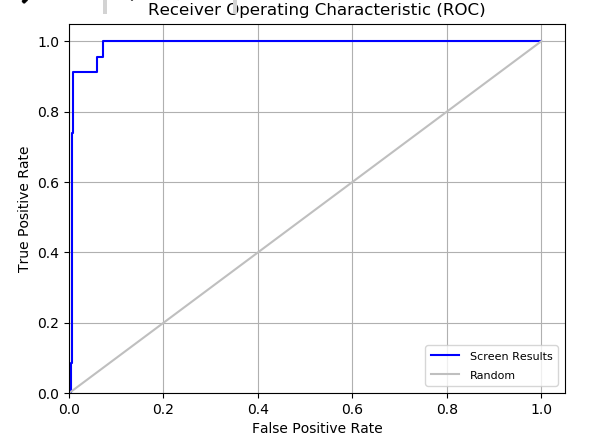 Receiver Operating Characteristic (ROC)
1.0
0.8
0.6
0.4
0.2
0.0
True Positive Rate
0.0 0.2 0.4 0.6 0.8 1.0
False Positive Rate
Screen Results
Random